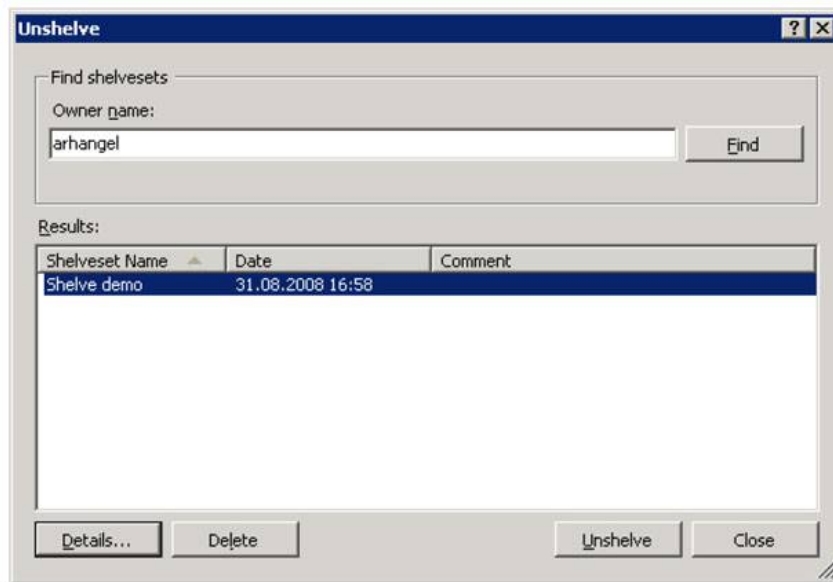 Unshelve
Find shelvesets
Owner name:
arhangel
Find
Results:
Shelveset Name Date Comment
Shelve demo 31.08.2008 16:58
Details... Delete Unshelve Close